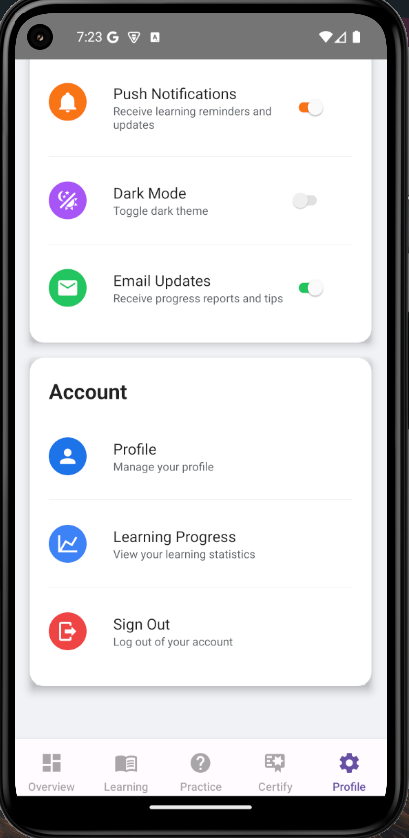 7:23
Push Notifications
Receive learning reminders and
updates
Dark Mode
Toggle dark theme
Email Updates
Receive progress reports and tips
Account
Profile
Manage your profile
Learning Progress
View your learning statistics
Sign Out
Log out of your account
Overview Learning Practice Certify Profile